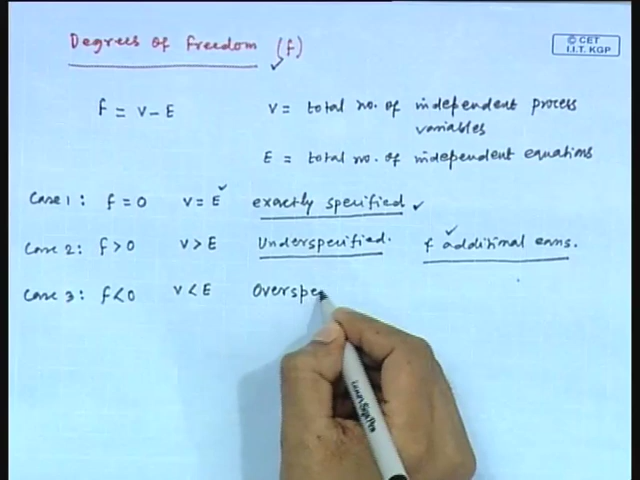 Degrees of freedom (f)
© CET
I.I.T. KGP
f = V - E
V = total no. of independent process
variables
E = total no. of independent equations
Case 1: f = 0 V = E exactly specified
Case 2: f > 0 V > E Underspecified. f additional eqns.
Case 3: f < 0 V < E Overspe